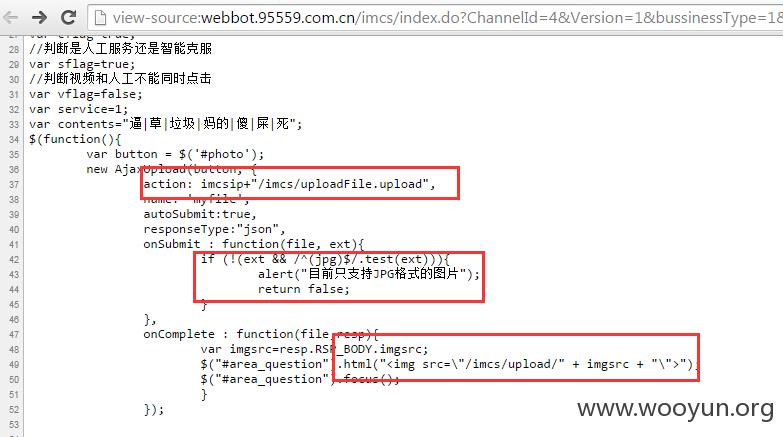 view-source:webbot.95559.com.cn/imcs/index.do?ChannelId=4&Version=1&bussinessType=1&
28 //判断是人工服务还是智能克服
29 var sflag=true;
30 //判断视频和人工不能同时点击
31 var vflag=false;
32 var service=1;
33 var contents="逼|草|垃圾|妈的|傻|屎|死";
34 $(function(){
35 var button = $('#photo');
36 new AjaxUpload(button, {
37 action: imcsip+"/imcs/uploadFile.upload",
38 name: 'myfile',
39 autoSubmit:true,
40 responseType:"json",
41 onSubmit : function(file, ext){
42 if (!(ext && /^(jpg)$/.test(ext))){
43 alert("目前只支持JPG格式的图片");
44 return false;
45 }
46 },
47 onComplete : function(file,resp){
48 var imgsrc=resp.RSP_BODY.imgsrc;
49 $("#area_question").html("<img src=\"/imcs/upload/" + imgsrc + "\">");
50 $("#area_question").focus();
51 }
52 });
53
www.wooyun.org